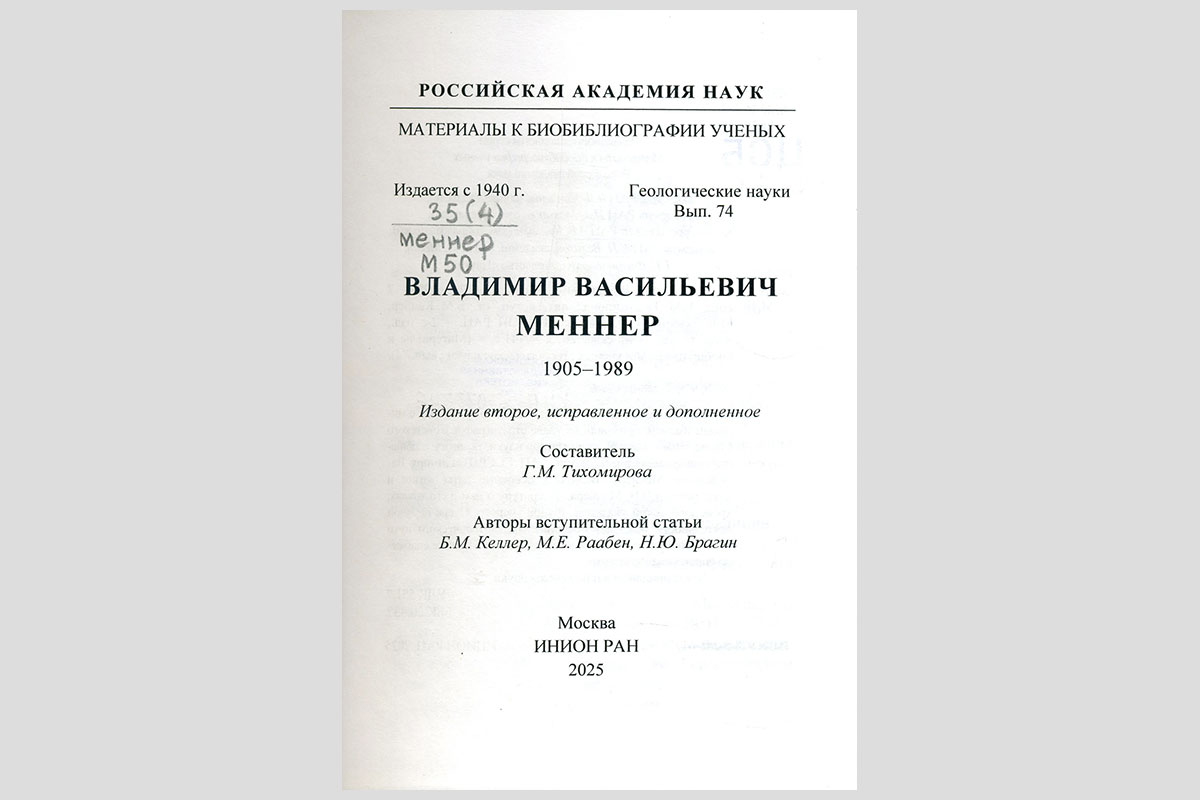 РОССИЙСКАЯ АКАДЕМИЯ НАУК
МАТЕРИАЛЫ К БИОБИБЛИОГРАФИИ УЧЕНЫХ
Издается с 1940 г.
Геологические науки
Вып. 74
35(4)
меннер
М50
ВЛАДИМИР ВАСИЛЬЕВИЧ
МЕННЕР
1905–1989
Издание второе, исправленное и дополненное
Составитель
Г.М. Тихомирова
Авторы вступительной статьи
Б.М. Келлер, М.Е. Раабен, Н.Ю. Брагин
Москва
ИНИОН РАН
2025